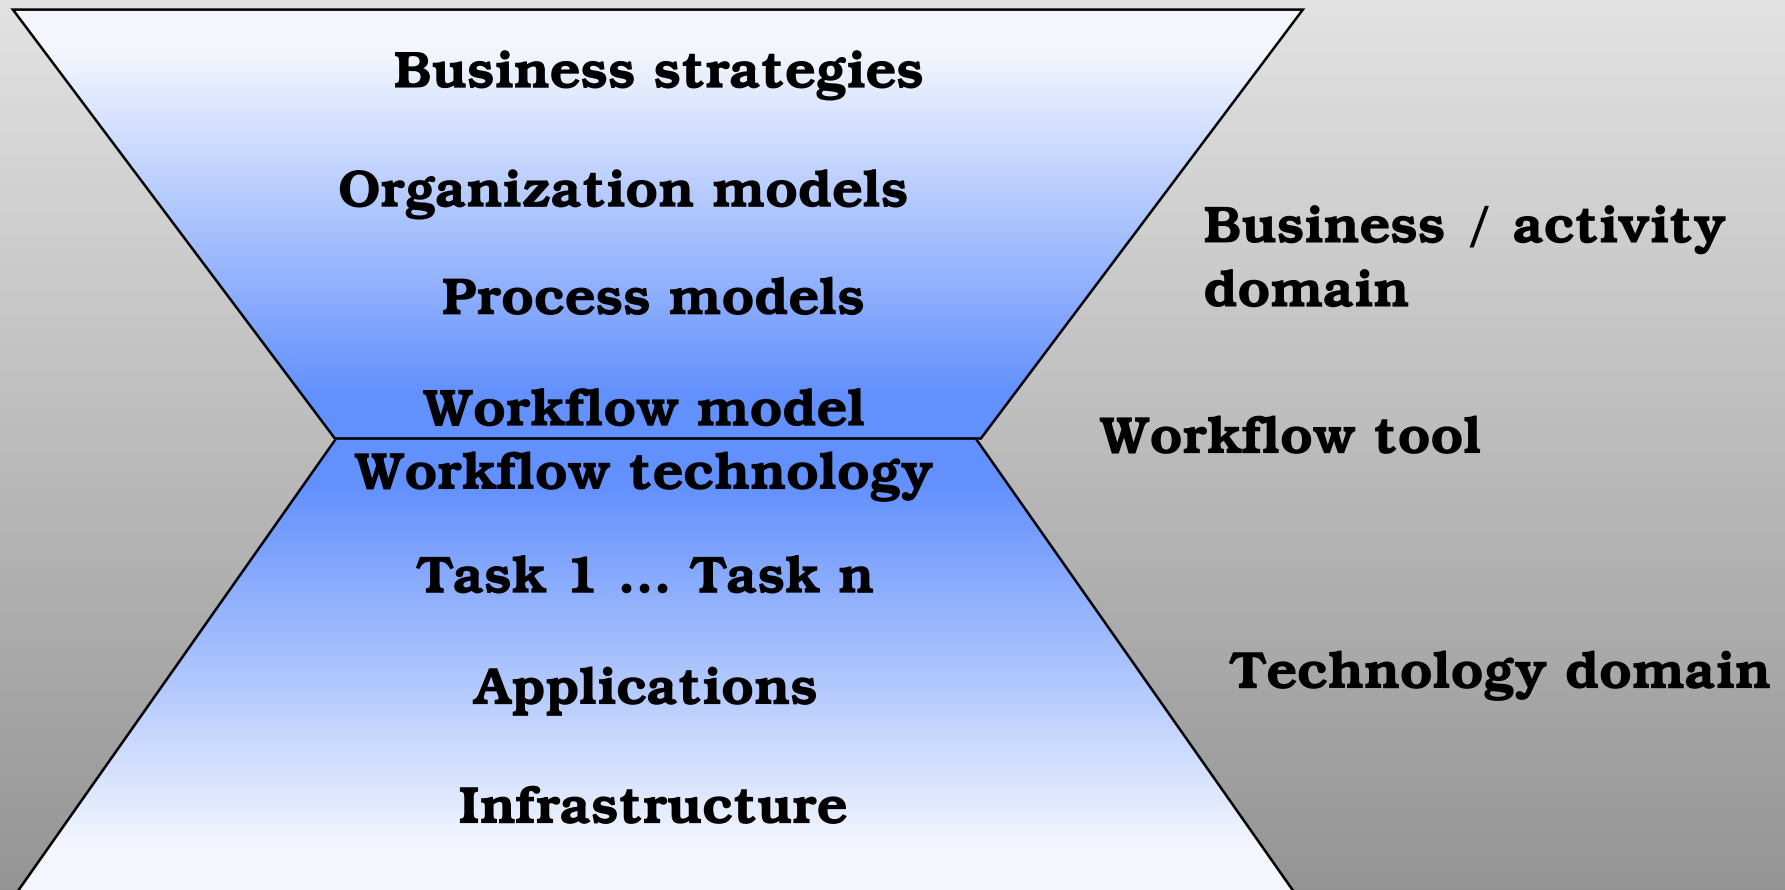 Business strategies
Organization models
Process models
Workflow model
Workflow technology
Task 1 ... Task n
Applications
Infrastructure
Business / activity
domain
Workflow tool
Technology domain